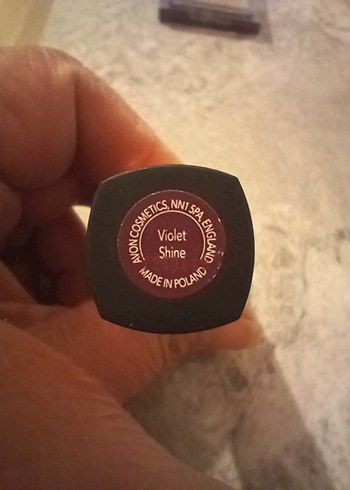 AVON COSMETICS, NN1 5PA, ENGLAND
Violet
Shine
MADE IN POLAND